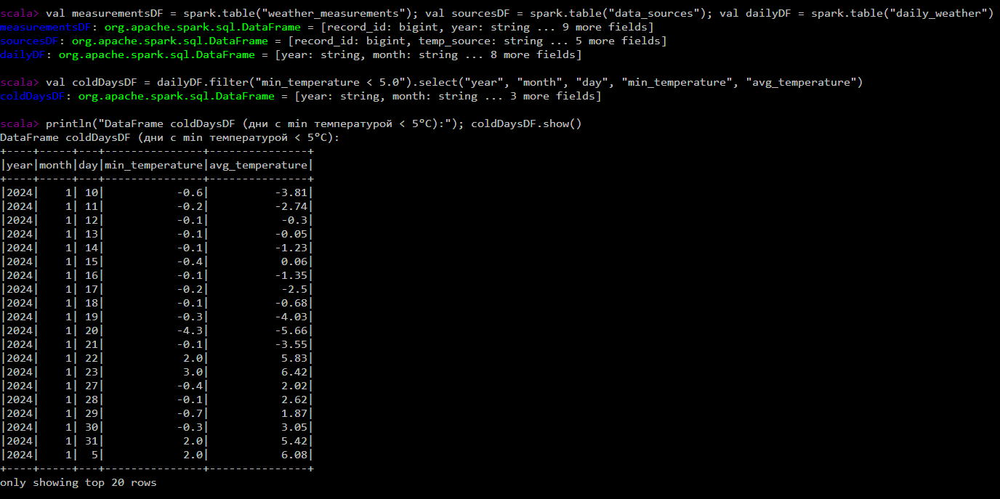 scala> val measurementsDF = spark.table("weather_measurements"); val sourcesDF = spark.table("data_sources"); val dailyDF = spark.table("daily_weather")
measurementsDF: org.apache.spark.sql.DataFrame = [record_id: bigint, year: string ... 9 more fields]
sourcesDF: org.apache.spark.sql.DataFrame = [record_id: bigint, temp_source: string ... 5 more fields]
dailyDF: org.apache.spark.sql.DataFrame = [year: string, month: string ... 8 more fields]

scala> val coldDaysDF = dailyDF.filter("min_temperature < 5.0").select("year", "month", "day", "min_temperature", "avg_temperature")
coldDaysDF: org.apache.spark.sql.DataFrame = [year: string, month: string ... 3 more fields]

scala> println("DataFrame coldDaysDF (дни с min температурой < 5°C):"); coldDaysDF.show()
DataFrame coldDaysDF (дни с min температурой < 5°C):
+----+-----+---+---------------+---------------+
|year|month|day|min_temperature|avg_temperature|
+----+-----+---+---------------+---------------+
|2024|    1| 10|           -0.6|          -3.81|
|2024|    1| 11|           -0.2|          -2.74|
|2024|    1| 12|           -0.1|           -0.3|
|2024|    1| 13|           -0.1|          -0.05|
|2024|    1| 14|           -0.1|          -1.23|
|2024|    1| 15|           -0.4|           0.06|
|2024|    1| 16|           -0.1|          -1.35|
|2024|    1| 17|           -0.2|           -2.5|
|2024|    1| 18|           -0.1|          -0.68|
|2024|    1| 19|           -0.3|          -4.03|
|2024|    1| 20|           -4.3|          -5.66|
|2024|    1| 21|           -0.1|          -3.55|
|2024|    1| 22|            2.0|           5.83|
|2024|    1| 23|            3.0|           6.42|
|2024|    1| 27|           -0.4|           2.02|
|2024|    1| 28|           -0.1|           2.62|
|2024|    1| 29|           -0.7|           1.87|
|2024|    1| 30|           -0.3|           3.05|
|2024|    1| 31|            2.0|           5.42|
|2024|    1|  5|            2.0|           6.08|
+----+-----+---+---------------+---------------+
only showing top 20 rows